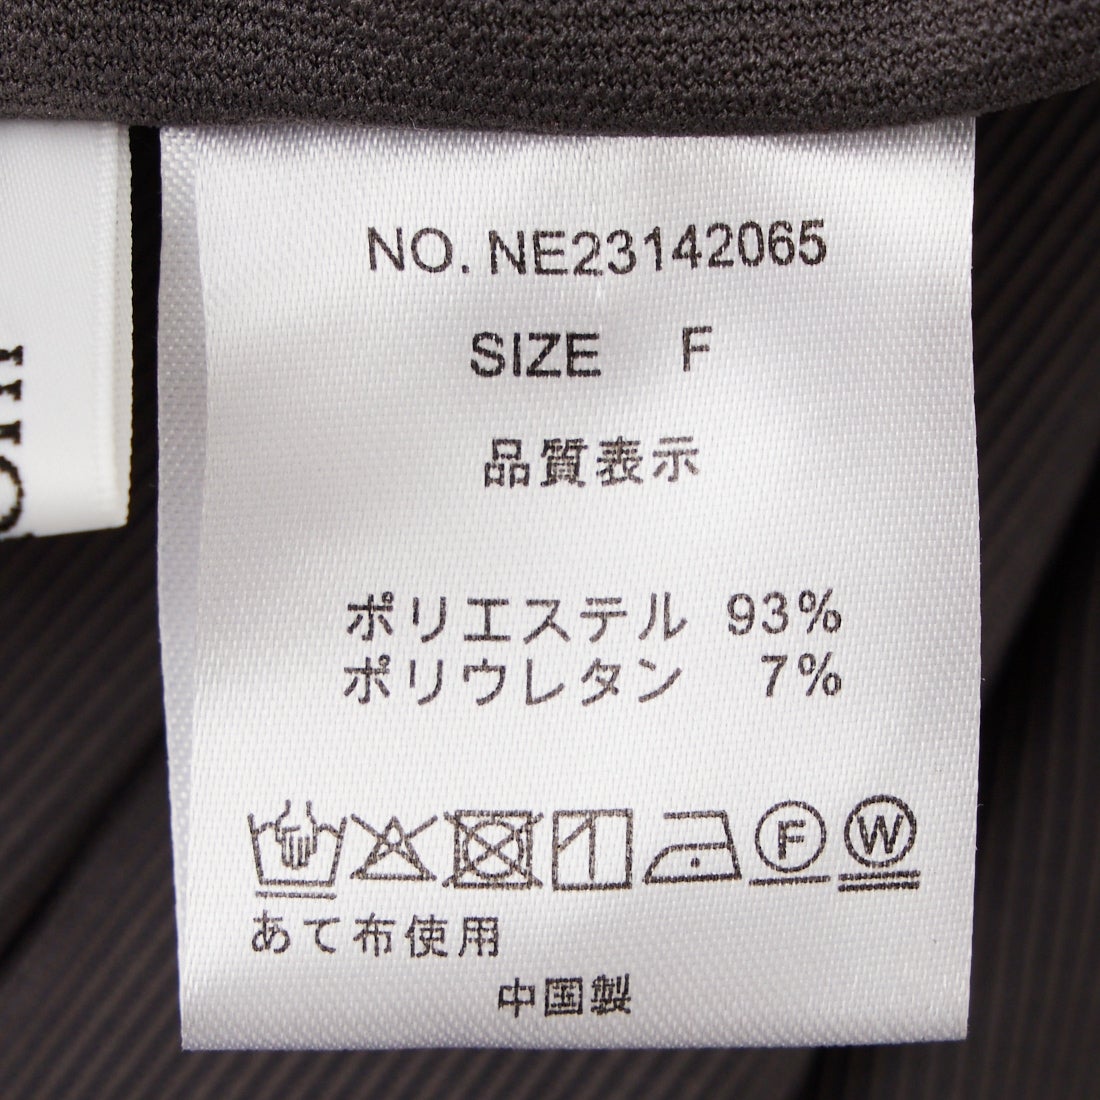 NO. NE23142065
SIZE F
品質表示
ポリエステル 93%
ポリウレタン 7%
F W
あて布使用
中国製